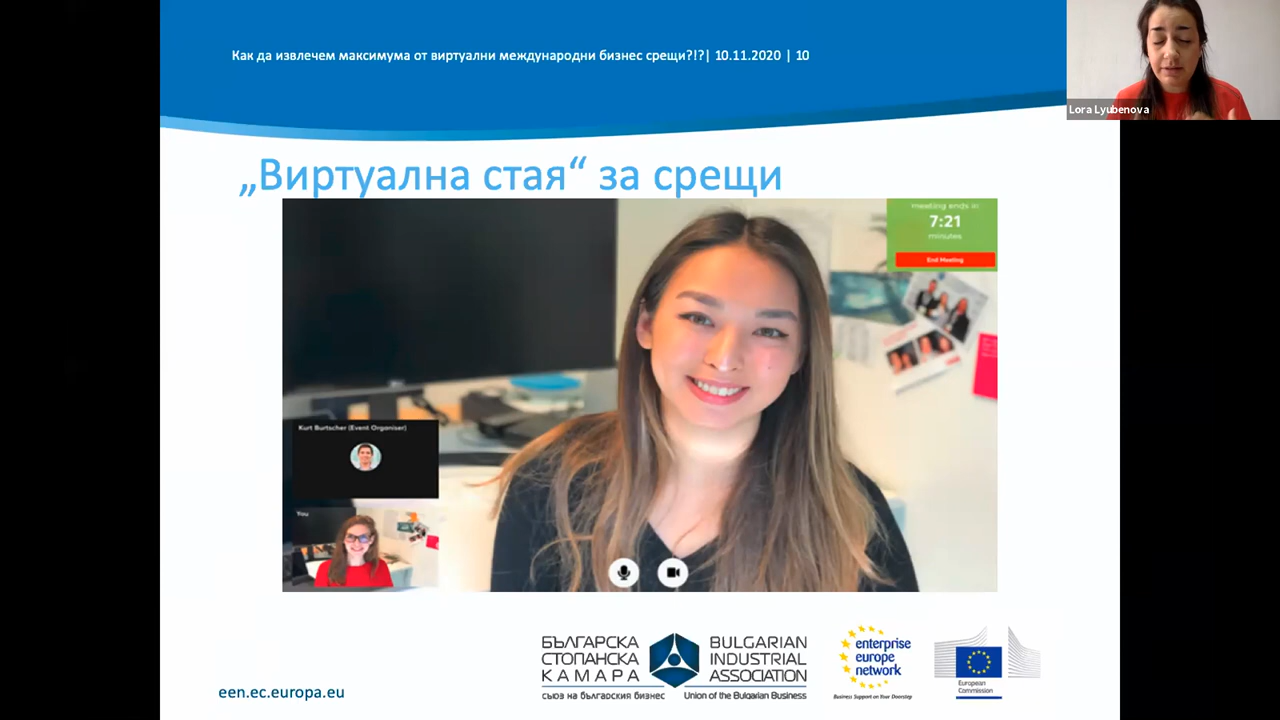 Как да извлечем максимума от виртуални международни бизнес срещи?!?| 10.11.2020 | 10
Lora Lyubenova
„Виртуална стая“ за срещи
meeting ends in
7:21
minutes
End Meeting
Kurt Burtscher (Event Organiser)
You
БЪЛГАРСКА
СТОПАНСКА
КАМАРА
съюз на българския бизнес
BULGARIAN
INDUSTRIAL
ASSOCIATION
Union of the Bulgarian Business
enterprise
europe
network
Business Support on Your Doorstep
European
Commission
een.ec.europa.eu